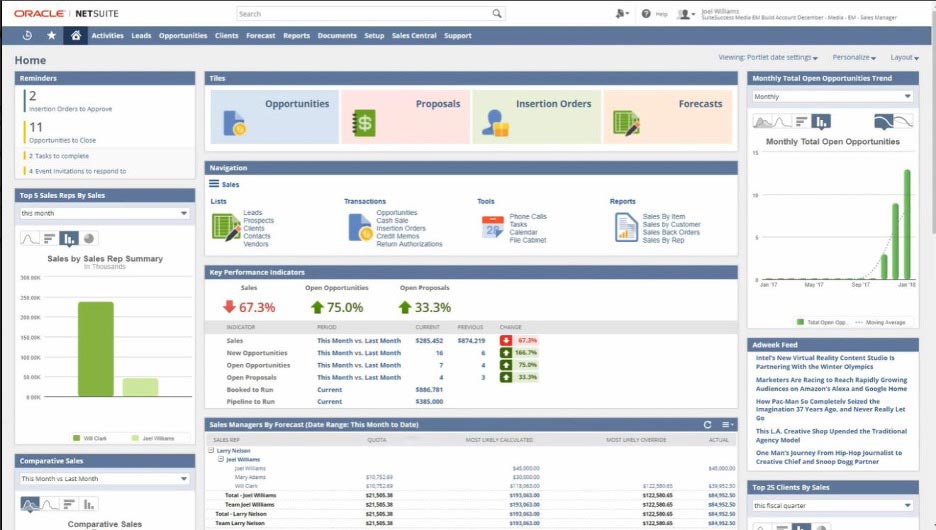 ORACLE | NETSUITE
Search
Help
Joel Williams
SuiteSuccess Media EM Build Account December - Media - EM - Sales Manager
Activities Leads Opportunities Clients Forecast Reports Documents Setup Sales Central Support
Home
Viewing: Portlet date settings
Personalize
Layout
Reminders
2
Insertion Orders to Approve
11
Opportunities to Close
2 Tasks to complete
4 Event Invitations to respond to
Top 5 Sales Reps By Sales
this month
Sales by Sales Rep Summary
In Thousands
300.00K
250.00K
200.00K
150.00K
100.00K
50.00K
0.00K
Will Clark
Joel Williams
Comparative Sales
This Month vs Last Month
Comparative Sales
Tiles
Opportunities
Proposals
Insertion Orders
Forecasts
Navigation
Sales
Lists
Leads
Prospects
Clients
Contacts
Vendors
Transactions
Opportunities
Cash Sale
Insertion Orders
Credit Memos
Return Authorizations
Tools
28
Phone Calls
Tasks
Calendar
File Cabinet
Reports
Sales By Item
Sales by Customer
Sales Back Orders
Sales By Rep
Key Performance Indicators
Sales
67.3%
Open Opportunities
75.0%
Open Proposals
33.3%
INDICATOR PERIOD CURRENT PREVIOUS CHANGE
Sales This Month vs. Last Month $285,452 $874,219 67.3%
New Opportunities This Month vs. Last Month 16 6 166.7%
Open Opportunities This Month vs. Last Month 7 4 75.0%
Open Proposals This Month vs. Last Month 4 3 33.3%
Booked to Run Current $886,781
Pipeline to Run Current $385,000
Sales Managers By Forecast (Date Range: This Month to Date)
SALES REP QUOTA MOST LIKELY CALCULATED MOST LIKELY OVERRIDE ACTUAL
Larry Nelson
Joel Williams
Joel Williams $45,000.00 $45,000.00
Mary Adams $10,752.69 $30,000.00
Will Clark $10,752.69 $118,063.00 $122,580.65 $39,952.50
Total - Joel Williams $21,505.38 $193,063.00 $122,580.65 $84,952.50
Team Joel Williams $21,505.38 $193,063.00 $122,580.65 $84,952.50
Total - Larry Nelson $21,505.38 $193,063.00 $122,580.65 $84,952.50
Team Larry Nelson $21,505.38 $193,063.00 $122,580.65 $84,952.50
Monthly Total Open Opportunities Trend
Monthly
Monthly Total Open Opportunities
15
10
5
0
Jan '17
May '17
Sep '17
Jan '18
Total Open Opp...
Moving Average
Adweek Feed
Intel's New Virtual Reality Content Studio Is
Partnering With the Winter Olympics
Marketers Are Racing to Reach Rapidly Growing
Audiences on Amazon's Alexa and Google Home
How Pac-Man So Completely Seized the
Imagination 37 Years Ago, and Never Really Let
Go
This L.A. Creative Shop Upended the Traditional
Agency Model
One Man's Journey From Hip-Hop Journalist to
Creative Chief and Snoop Dogg Partner
Top 25 Clients By Sales
this fiscal quarter